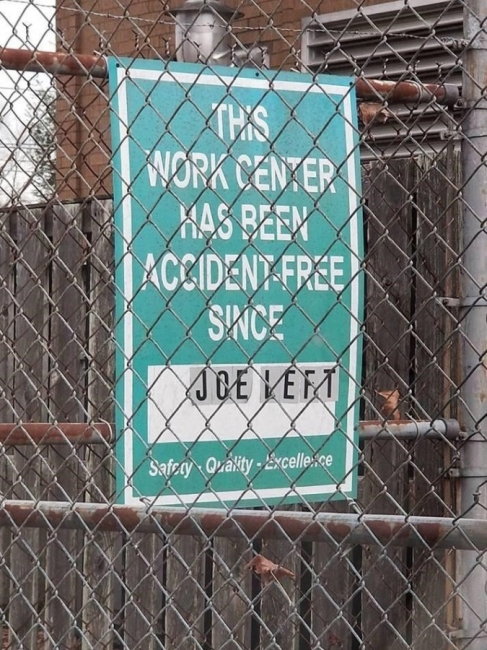 THIS
WORK CENTER
HAS BEEN
ACCIDENT-FREE
SINCE
JOE LEFT
Safety - Quality - Excellence